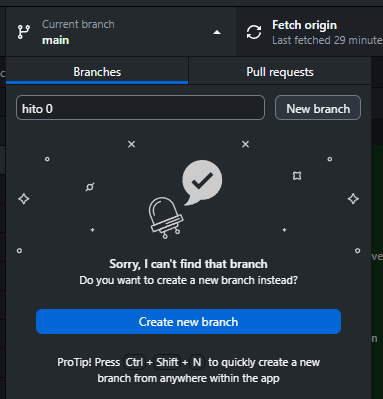 Current branch
main
Fetch origin
Last fetched 29 minute
Branches
Pull requests
hito 0
New branch
Sorry, I can't find that branch
Do you want to create a new branch instead?
Create new branch
ProTip! Press Ctrl + Shift + N to quickly create a new
branch from anywhere within the app